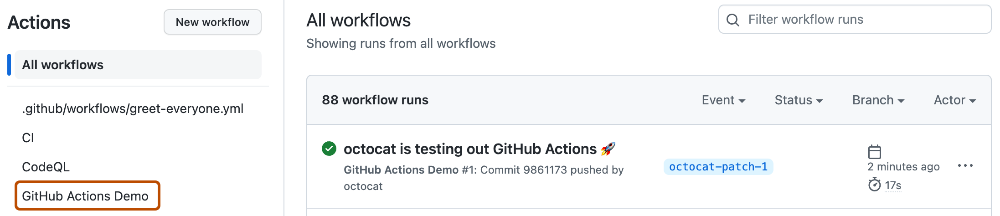 Actions
New workflow
All workflows
.github/workflows/greet-everyone.yml
CI
CodeQL
GitHub Actions Demo
All workflows
Showing runs from all workflows
Filter workflow runs
88 workflow runs
Event
Status
Branch
Actor
octocat is testing out GitHub Actions 🚀
GitHub Actions Demo #1: Commit 9861173 pushed by
octocat
octocat-patch-1
2 minutes ago
17s